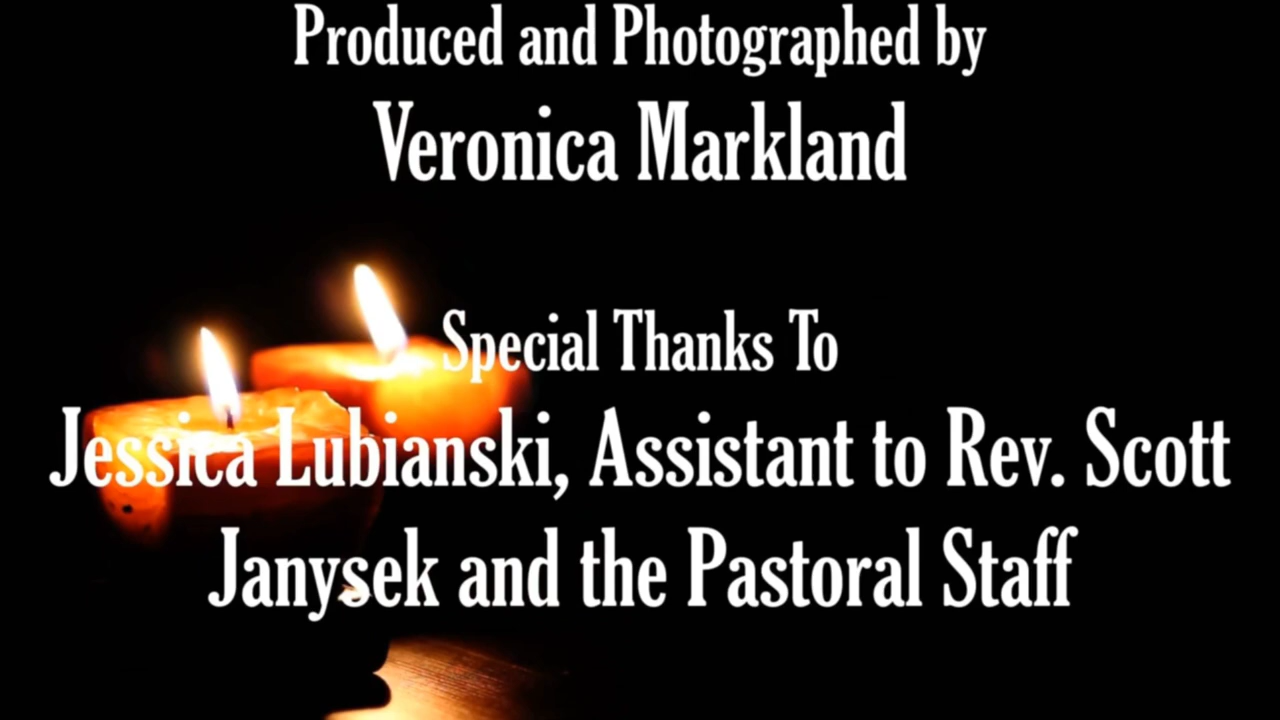 Produced and Photographed by
Veronica Markland
Special Thanks To
Jessica Lubianski, Assistant to Rev. Scott
Janysek and the Pastoral Staff